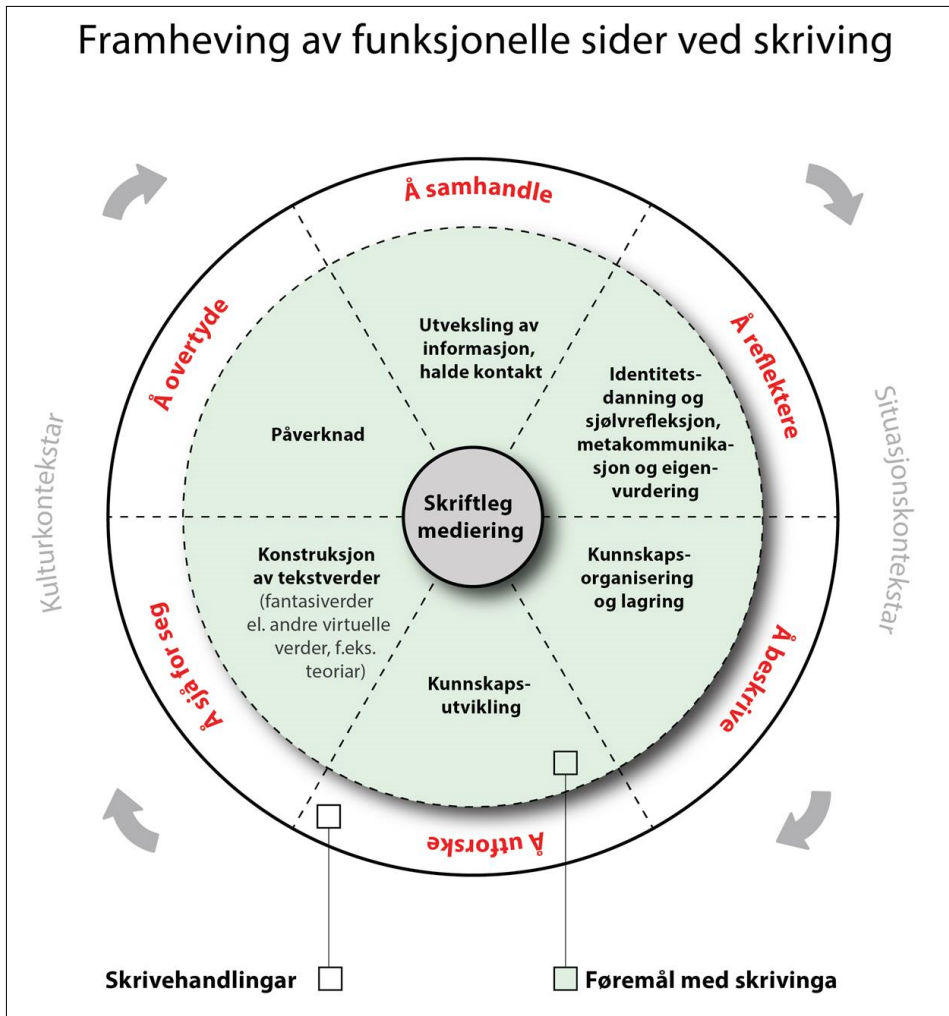 Framheving av funksjonelle sider ved skriving
Å samhandle
Å reflektere
Å beskrive
Å utforske
Å sjå for seg
Å overtyde
Kulturkontekstar
Situasjonskontekstar
Utveksling av
informasjon,
halde kontakt
Identitets-
danning og
sjølvrefleksjon,
metakommunika-
sjon og eigen-
vurdering
Påverknad
Skriftleg
mediering
Konstruksjon
av tekstverder
(fantasiverder
el. andre virtuelle
verder, f.eks.
teoriar)
Kunnskaps-
organisering
og lagring
Kunnskaps-
utvikling
Skrivehandlingar
Føremål med skrivinga